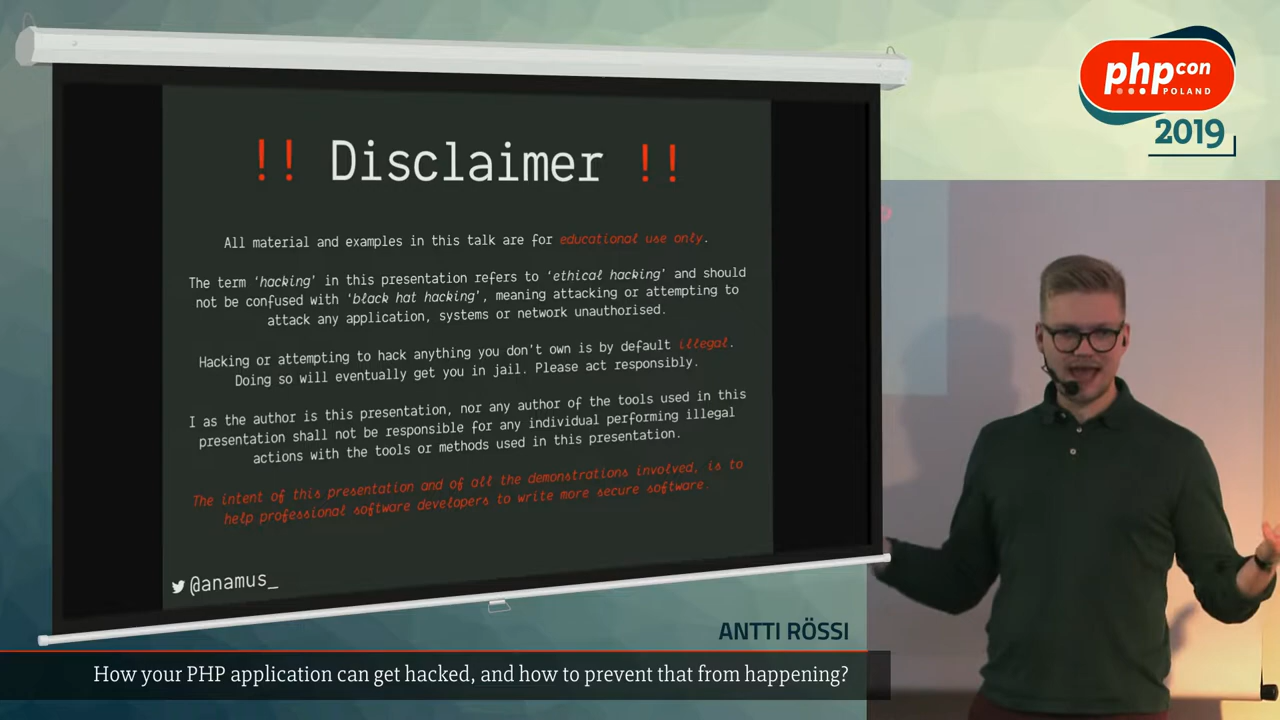 !! Disclaimer !!
All material and examples in this talk are for educational use only.
The term ‘hacking’ in this presentation refers to ‘ethical hacking’ and should
not be confused with ‘black hat hacking’, meaning attacking or attempting to
attack any application, systems or network unauthorised.
Hacking or attempting to hack anything you don’t own is by default illegal.
Doing so will eventually get you in jail. Please act responsibly.
I as the author is this presentation, nor any author of the tools used in this
presentation shall not be responsible for any individual performing illegal
actions with the tools or methods used in this presentation.
The intent of this presentation and of all the demonstrations involved, is to
help professional software developers to write more secure software.
@anamus_
php con
POLAND
2019
ANTTI RÖSSI
How your PHP application can get hacked, and how to prevent that from happening?